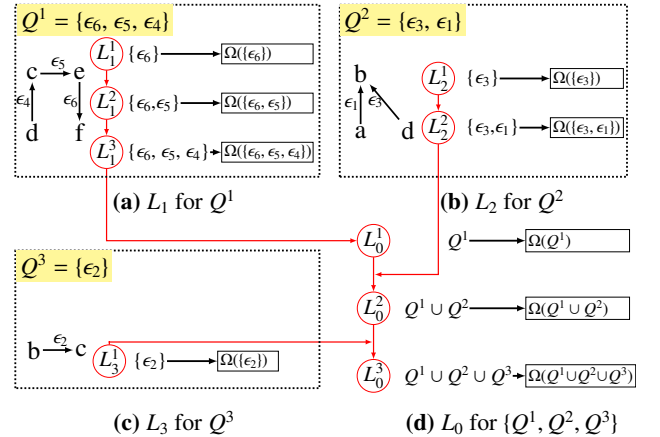 Q¹ = {ϵ₆, ϵ₅, ϵ₄}
c ϵ₅ e
ϵ₄ ϵ₆
d f
L₁¹ {ϵ₆} Ω({ϵ₆})
L₁² {ϵ₆,ϵ₅} Ω({ϵ₆, ϵ₅})
L₁³ {ϵ₆, ϵ₅, ϵ₄} Ω({ϵ₆, ϵ₅, ϵ₄})
(a) L₁ for Q¹
Q² = {ϵ₃, ϵ₁}
b
ϵ₁ ϵ₃
a d
L₂¹ {ϵ₃} Ω({ϵ₃})
L₂² {ϵ₃,ϵ₁} Ω({ϵ₃, ϵ₁})
(b) L₂ for Q²
Q³ = {ϵ₂}
b ϵ₂ c
L₃¹ {ϵ₂} Ω({ϵ₂})
(c) L₃ for Q³
L₀¹ Q¹ Ω(Q¹)
L₀² Q¹ ∪ Q² Ω(Q¹ ∪ Q²)
L₀³ Q¹ ∪ Q² ∪ Q³ Ω(Q¹∪Q²∪Q³)
(d) L₀ for {Q¹, Q², Q³}